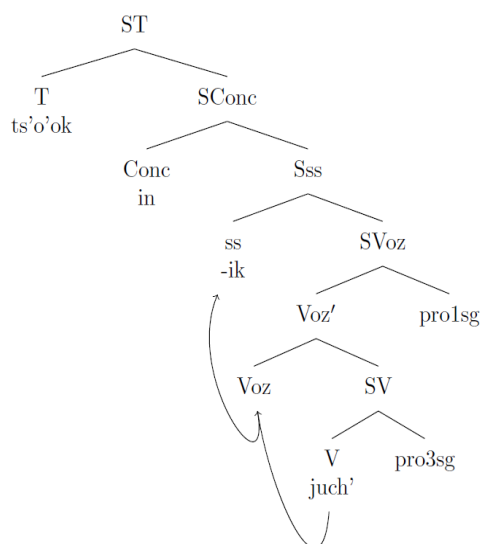 ST
T SConc
ts'o'ok
Conc Sss
in
ss SVoz
-ik
Voz′ pro1sg
Voz SV
V pro3sg
juch'